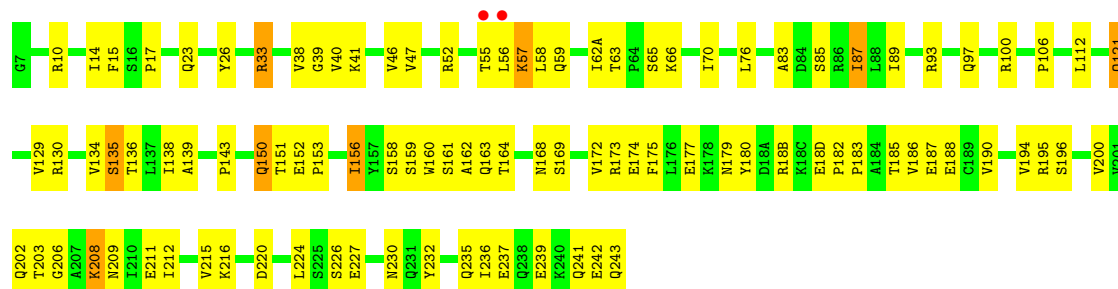 G7 R10 I14 F15 S16 P17 Q23 Y26 R33 V38 G39 V40 K41 V46 V47 R52 T55 L56 K57 L58 Q59 I62A T63 P64 S65 K66 I70 L76 A83 D84 S85 R86 I87 L88 I89 R93 Q97 R100 P106 L112 Q121
V129 R130 V134 S135 T136 L137 I138 A139 P143 Q150 T151 E152 P153 I156 Y157 S158 S159 W160 S161 A162 Q163 T164 N168 S169 V172 R173 E174 F175 L176 E177 K178 N179 Y180 D18A R18B K18C E18D P182 P183 A184 T185 V186 E187 E188 C189 V190 V194 R195 S196 V200 V201
Q202 T203 G206 A207 K208 N209 I210 E211 I212 V215 K216 D220 L224 S225 S226 E227 N230 Q231 Y232 Q235 I236 E237 Q238 E239 K240 Q241 E242 Q243